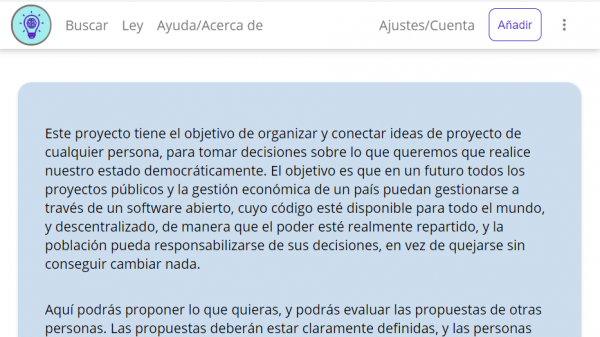 Buscar Ley Ayuda/Acerca de Ajustes/Cuenta Añadir
Este proyecto tiene el objetivo de organizar y conectar ideas de proyecto de
cualquier persona, para tomar decisiones sobre lo que queremos que realice
nuestro estado democráticamente. El objetivo es que en un futuro todos los
proyectos públicos y la gestión económica de un país puedan gestionarse a
través de un software abierto, cuyo código esté disponible para todo el mundo,
y descentralizado, de manera que el poder esté realmente repartido, y la
población pueda responsabilizarse de sus decisiones, en vez de quejarse sin
conseguir cambiar nada.
Aquí podrás proponer lo que quieras, y podrás evaluar las propuestas de otras
personas. Las propuestas deberán estar claramente definidas, y las personas